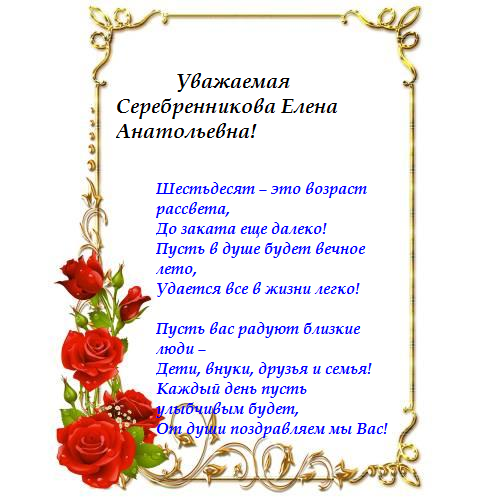 Уважаемая
Серебренникова Елена
Анатольевна!
Шестьдесят – это возраст
рассвета,
До заката еще далеко!
Пусть в душе будет вечное
лето,
Удается все в жизни легко!
Пусть вас радуют близкие
люди –
Дети, внуки, друзья и семья!
Каждый день пусть
улыбчивым будет,
От души поздравляем мы Вас!